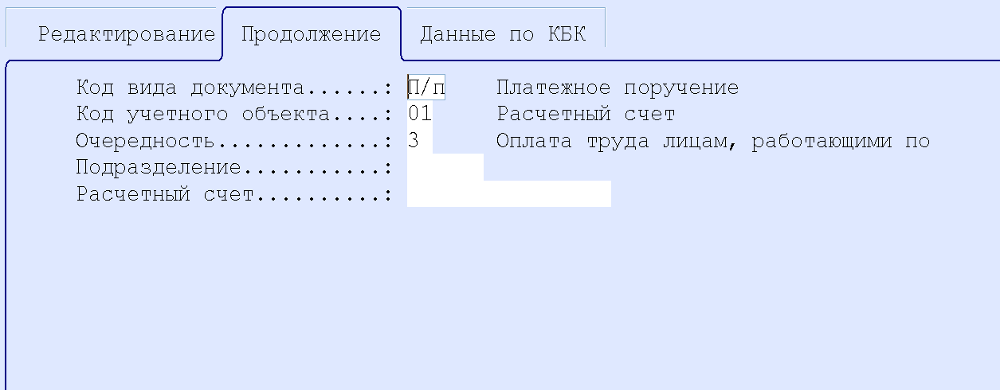 Редактирование Продолжение Данные по КБК
Код вида документа......: П/п Платежное поручение
Код учетного объекта....: 01 Расчетный счет
Очередность.............: 3 Оплата труда лицам, работающими по
Подразделение...........:
Расчетный счет..........: